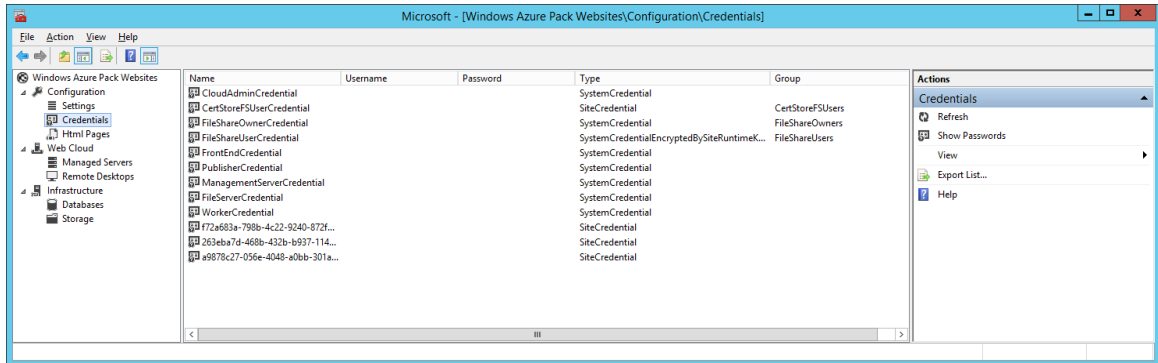 Microsoft - [Windows Azure Pack Websites\Configuration\Credentials]
File Action View Help
Windows Azure Pack Websites
Configuration
Settings
Credentials
Html Pages
Web Cloud
Managed Servers
Remote Desktops
Infrastructure
Databases
Storage
Name Username Password Type Group
CloudAdminCredential SystemCredential
CertStoreFSUserCredential SiteCredential CertStoreFSUsers
FileShareOwnerCredential SystemCredential FileShareOwners
FileShareUserCredential SystemCredentialEncryptedBySiteRuntimeK... FileShareUsers
FrontEndCredential SystemCredential
PublisherCredential SystemCredential
ManagementServerCredential SystemCredential
FileServerCredential SystemCredential
WorkerCredential SystemCredential
f72a683a-798b-4c22-9240-872f... SiteCredential
263eba7d-468b-432b-b937-114... SiteCredential
a9878c27-056e-4048-a0bb-301a... SiteCredential
Actions
Credentials
Refresh
Show Passwords
View
Export List...
Help